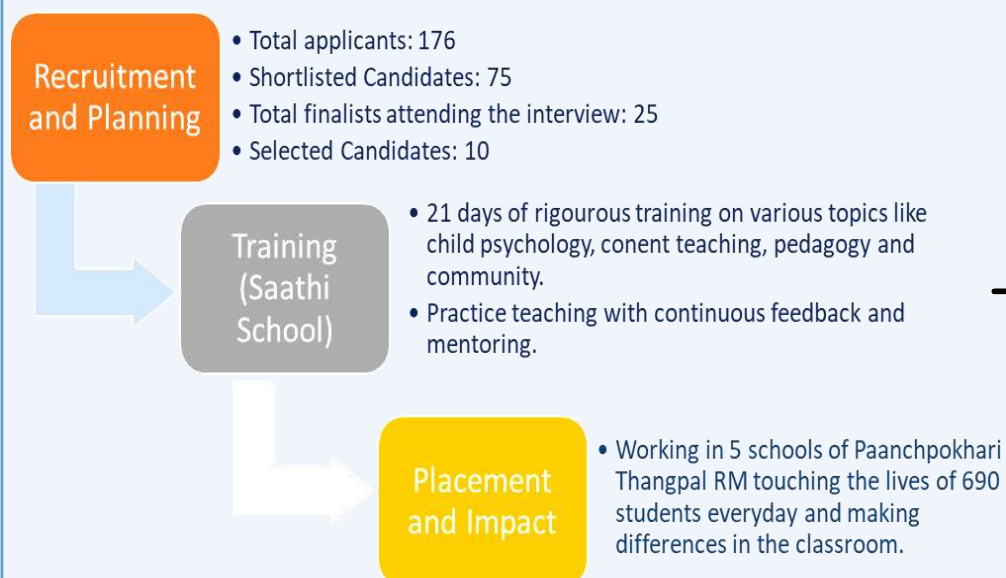 Recruitment
and Planning
• Total applicants: 176
• Shortlisted Candidates: 75
• Total finalists attending the interview: 25
• Selected Candidates: 10
Training
(Saathi
School)
• 21 days of rigourous training on various topics like
child psychology, conent teaching, pedagogy and
community.
• Practice teaching with continuous feedback and
mentoring.
Placement
and Impact
• Working in 5 schools of Paanchpokhari
Thangpal RM touching the lives of 690
students everyday and making
differences in the classroom.